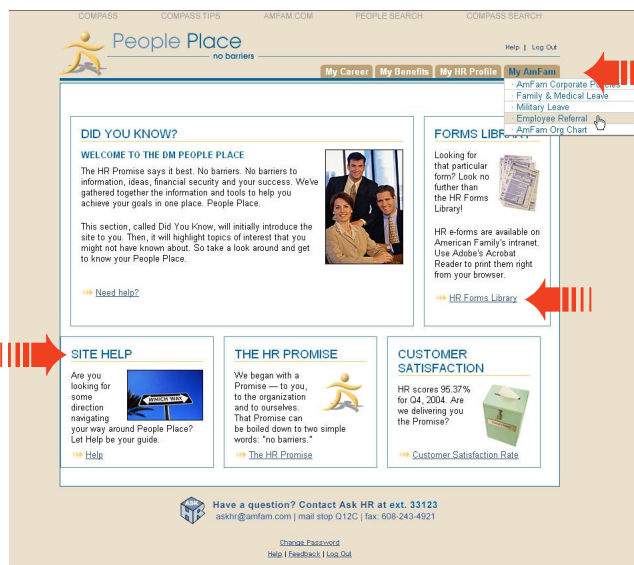 COMPASS COMPASS TIPS AMFAM.COM PEOPLE SEARCH COMPASS SEARCH
People Place
no barriers
Help | Log Out
My Career My Benefits My HR Profile My AmFam
· AmFam Corporate Policies
· Family & Medical Leave
· Military Leave
· Employee Referral
· AmFam Org Chart
DID YOU KNOW?
WELCOME TO THE DM PEOPLE PLACE
The HR Promise says it best. No barriers. No barriers to
information, ideas, financial security and your success. We've
gathered together the information and tools to help you
achieve your goals in one place. People Place.
This section, called Did You Know, will initially introduce the
site to you. Then, it will highlight topics of interest that you
might not have known about. So take a look around and get
to know your People Place.
Need help?
FORMS LIBRARY
Looking for
that particular
form? Look no
further than
the HR Forms
Library!
HR e-forms are available on
American Family's intranet.
Use Adobe's Acrobat
Reader to print them right
from your browser.
HR Forms Library
SITE HELP
Are you
looking for
some
direction
navigating
your way around People Place?
Let Help be your guide.
Help
WHICH WAY
THE HR PROMISE
We began with a
Promise — to you,
to the organization
and to ourselves.
That Promise can
be boiled down to two simple
words: "no barriers."
The HR Promise
CUSTOMER
SATISFACTION
HR scores 95.37%
for Q4, 2004. Are
we delivering you
the Promise?
Customer Satisfaction Rate
ASK
HR
Have a question? Contact Ask HR at ext. 33123
askhr@amfam.com | mail stop Q12C | fax: 608-243-4921
Change Password
Help | Feedback | Log Out